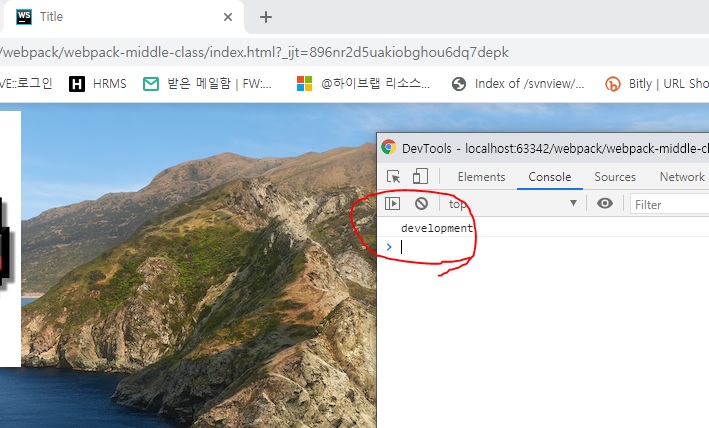 WS Title
/webpack/webpack-middle-class/index.html?_ijt=896nr2d5uakiobghou6dq7depk
VE::로그인 H HRMS 받은 메일함 | FW:... @하이브랩 리소스... Index of /svnview/... Bitly | URL Sho
DevTools - localhost:63342/webpack/webpack-middle-cl
Elements Console Sources Network
top Filter
development